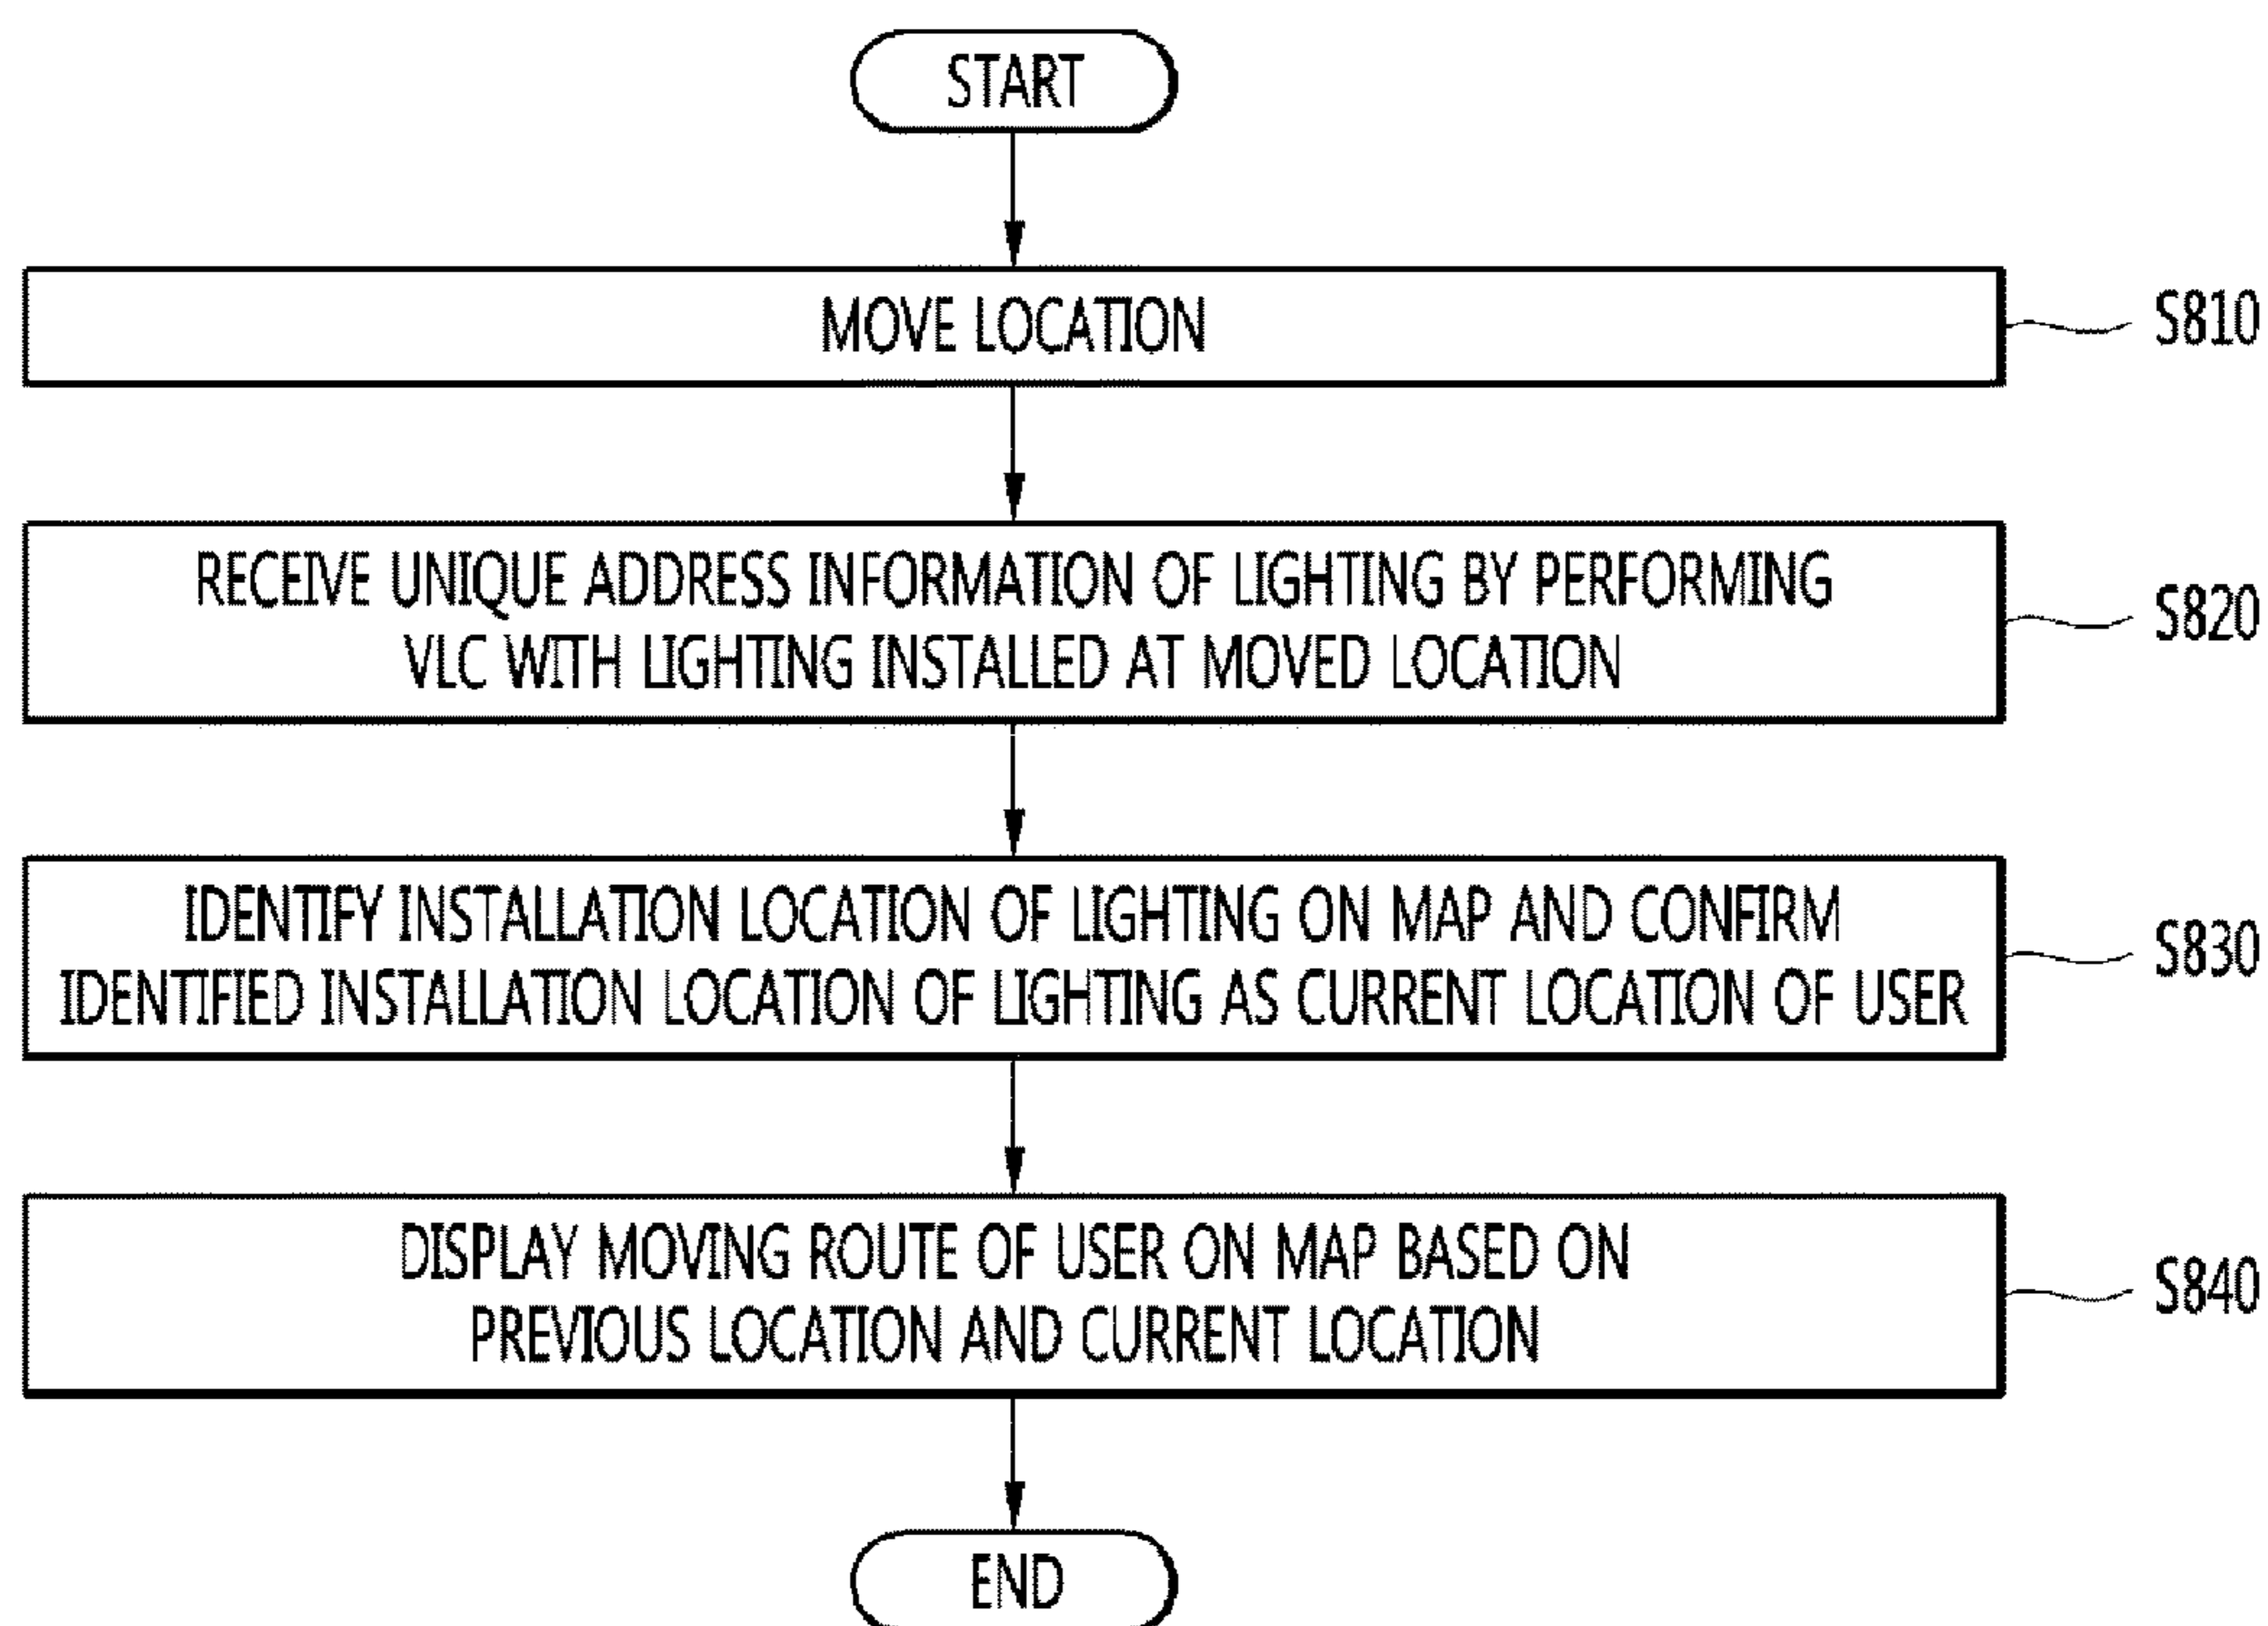 START
MOVE LOCATION
S810
RECEIVE UNIQUE ADDRESS INFORMATION OF LIGHTING BY PERFORMING
VLC WITH LIGHTING INSTALLED AT MOVED LOCATION
S820
IDENTIFY INSTALLATION LOCATION OF LIGHTING ON MAP AND CONFIRM
IDENTIFIED INSTALLATION LOCATION OF LIGHTING AS CURRENT LOCATION OF USER
S830
DISPLAY MOVING ROUTE OF USER ON MAP BASED ON
PREVIOUS LOCATION AND CURRENT LOCATION
S840
END